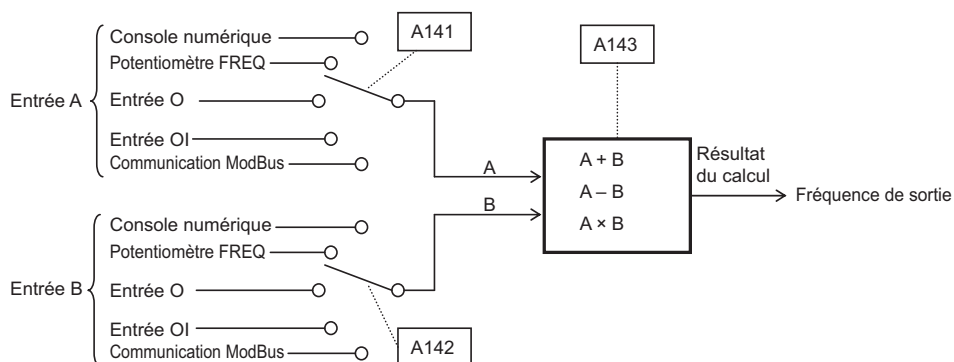 Console numérique
A141
A143
Potentiomètre FREQ
Entrée A
Entrée O
Entrée OI
Communication ModBus
A
B
A + B
A – B
A × B
Résultat
du calcul
Fréquence de sortie
Console numérique
Potentiomètre FREQ
Entrée B
Entrée O
Entrée OI
Communication ModBus
A142